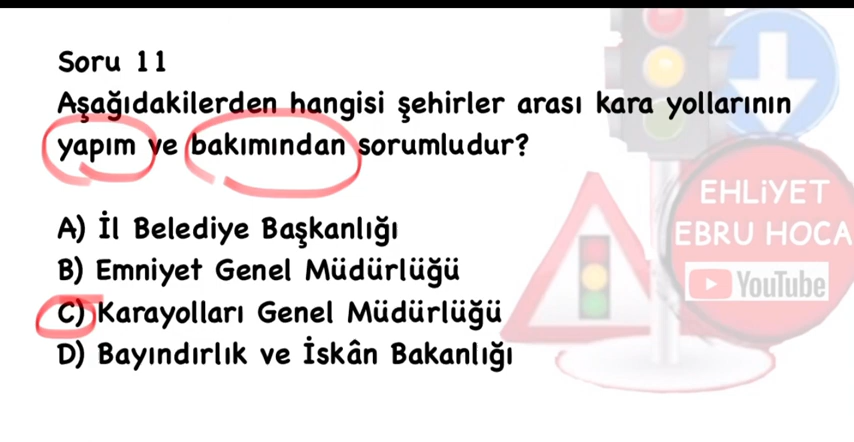 Soru 11
Aşağıdakilerden hangisi şehirler arası kara yollarının
yapım ve bakımından sorumludur?
A) İl Belediye Başkanlığı
B) Emniyet Genel Müdürlüğü
C) Karayolları Genel Müdürlüğü
D) Bayındırlık ve İskân Bakanlığı
EHLİYET
EBRU HOCA
YouTube